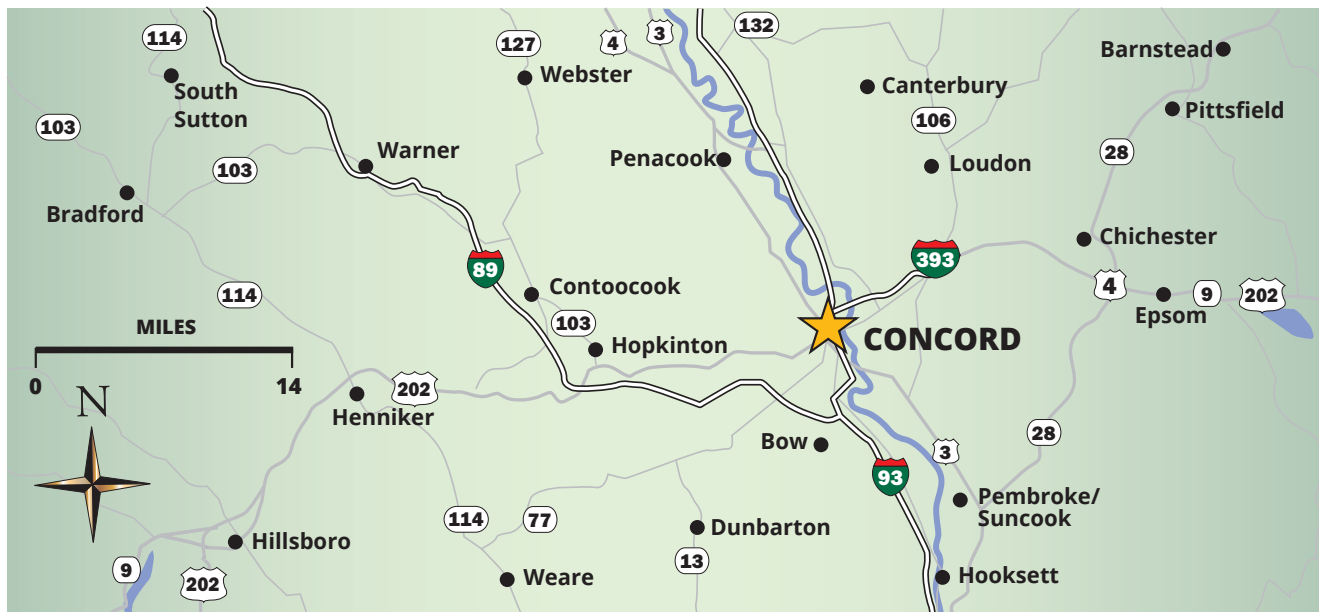 114
127
4
3
132
Barnstead
South
Sutton
Webster
Canterbury
Pittsfield
103
106
Warner
Penacook
Loudon
28
103
Bradford
Chichester
89
393
Contoocook
4
Epsom
9
202
114
MILES
0
14
103
Hopkinton
CONCORD
N
202
Henniker
Bow
28
3
93
Pembroke/
Suncook
114
77
Dunbarton
Hillsboro
13
9
202
Weare
Hooksett